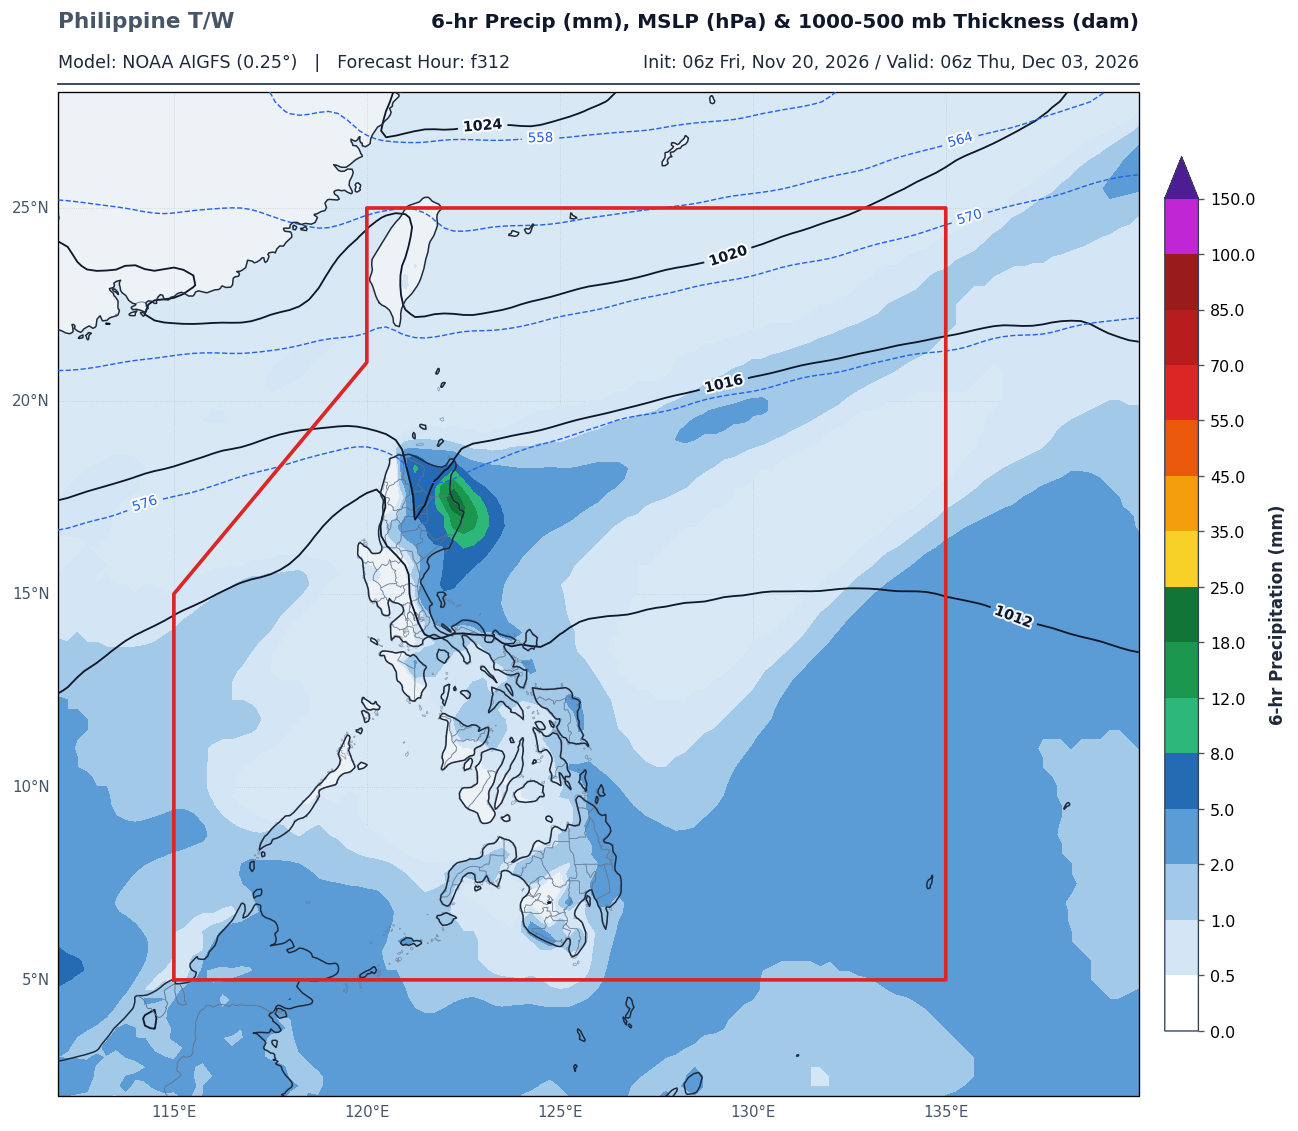 Philippine T/W
6-hr Precip (mm), MSLP (hPa) & 1000-500 mb Thickness (dam)
Model: NOAA AIGFS (0.25°) | Forecast Hour: f312
Init: 06z Fri, Nov 20, 2026 / Valid: 06z Thu, Dec 03, 2026
1024
558
564
570
1020
1016
576
1012
25°N
20°N
15°N
10°N
5°N
115°E
120°E
125°E
130°E
135°E
150.0
100.0
85.0
70.0
55.0
45.0
35.0
25.0
18.0
12.0
8.0
5.0
2.0
1.0
0.5
0.0
6-hr Precipitation (mm)